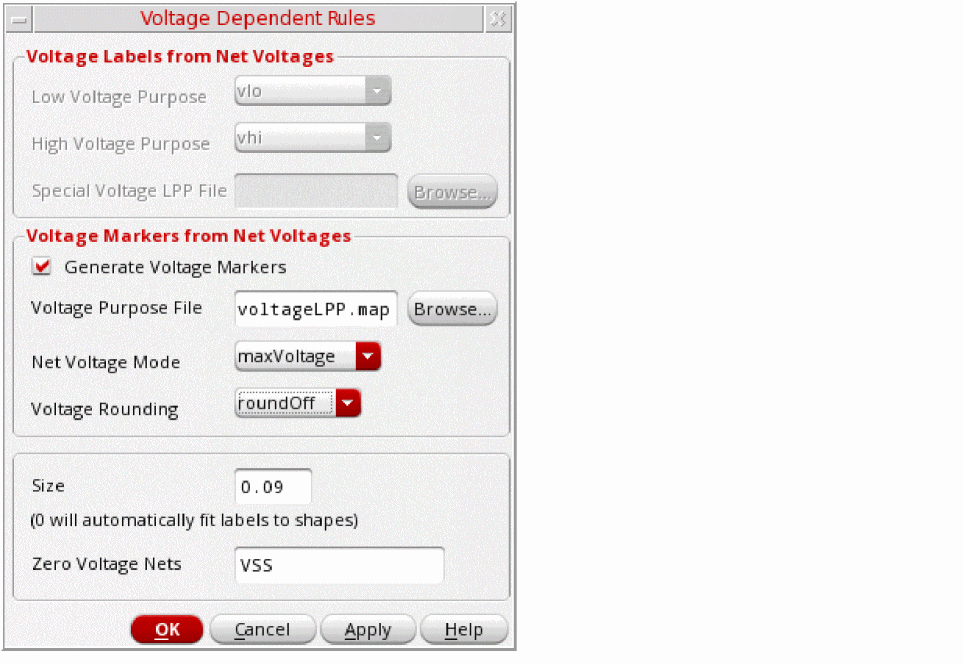 Voltage Dependent Rules
Voltage Labels from Net Voltages
Low Voltage Purpose vlo
High Voltage Purpose vhi
Special Voltage LPP File Browse...
Voltage Markers from Net Voltages
Generate Voltage Markers
Voltage Purpose File voltageLPP.map Browse...
Net Voltage Mode maxVoltage
Voltage Rounding roundOff
Size 0.09
(0 will automatically fit labels to shapes)
Zero Voltage Nets VSS
OK Cancel Apply Help